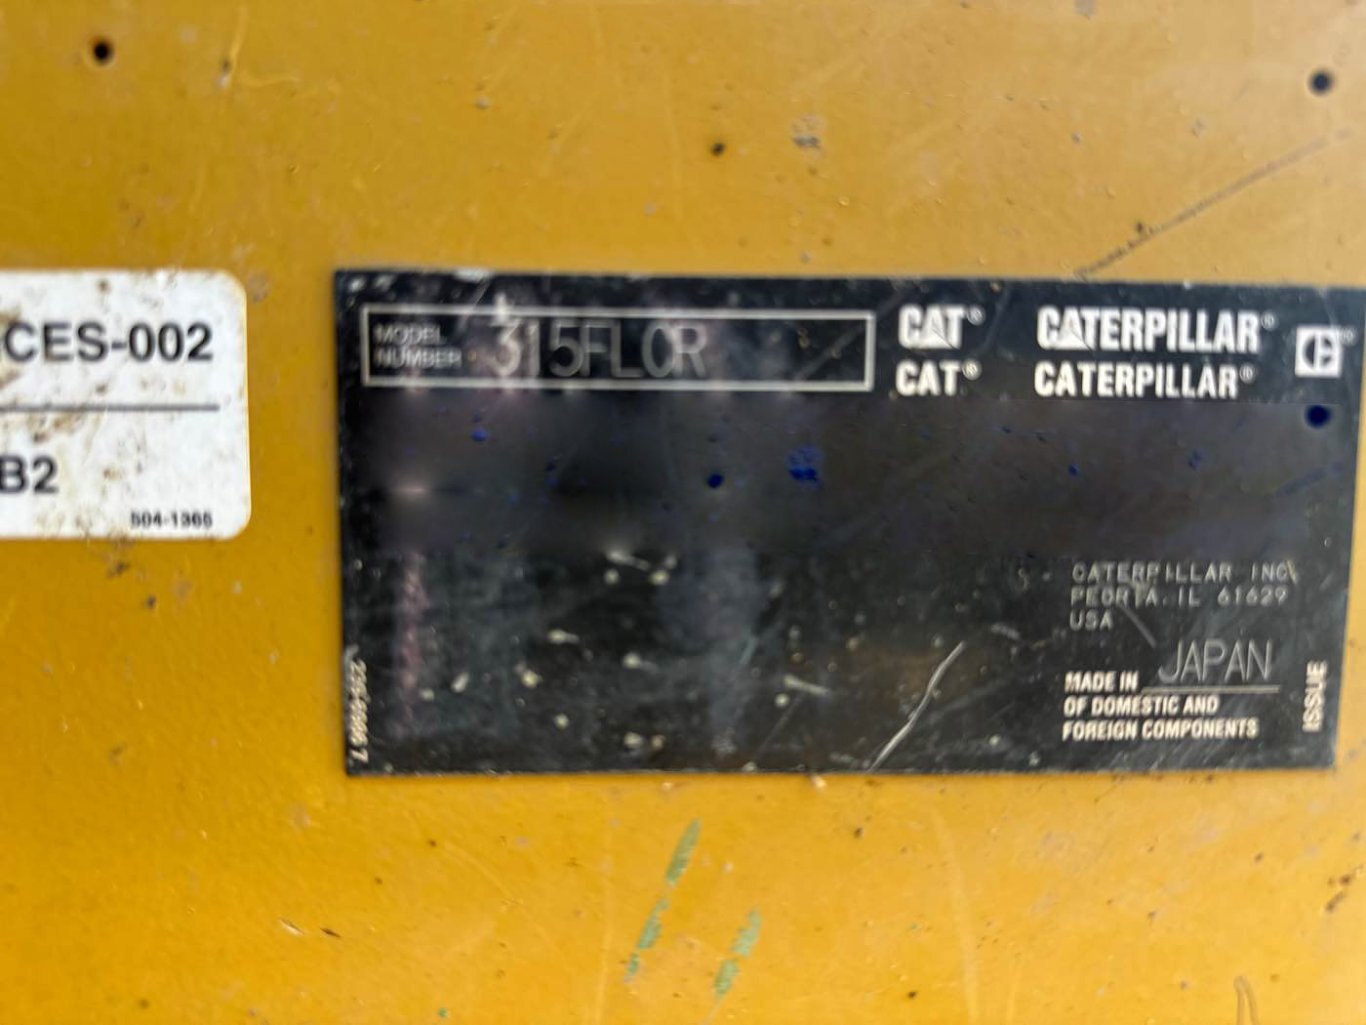 CES-002
B2
504-1365
MODEL NUMBER 315FLCR
CAT® CATERPILLAR®
CAT® CATERPILLAR®
CATERPILLAR INC
PEORIA, IL 61629
USA
MADE IN JAPAN
OF DOMESTIC AND
FOREIGN COMPONENTS
ISSUE